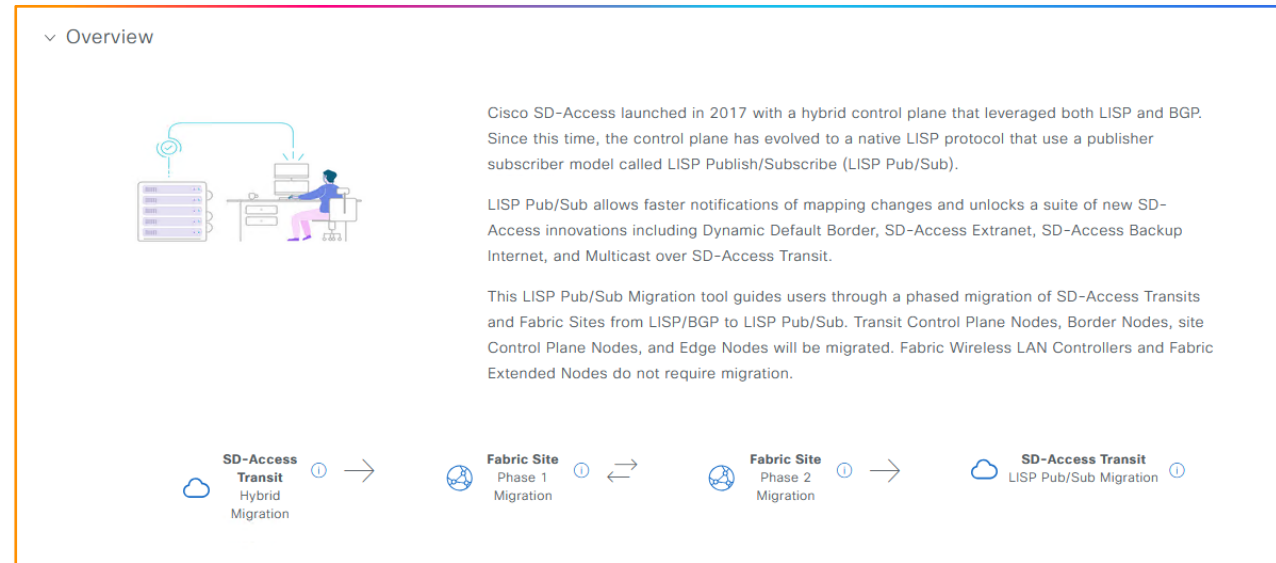 Overview
Cisco SD-Access launched in 2017 with a hybrid control plane that leveraged both LISP and BGP.
Since this time, the control plane has evolved to a native LISP protocol that use a publisher
subscriber model called LISP Publish/Subscribe (LISP Pub/Sub).
LISP Pub/Sub allows faster notifications of mapping changes and unlocks a suite of new SD-
Access innovations including Dynamic Default Border, SD-Access Extranet, SD-Access Backup
Internet, and Multicast over SD-Access Transit.
This LISP Pub/Sub Migration tool guides users through a phased migration of SD-Access Transits
and Fabric Sites from LISP/BGP to LISP Pub/Sub. Transit Control Plane Nodes, Border Nodes, site
Control Plane Nodes, and Edge Nodes will be migrated. Fabric Wireless LAN Controllers and Fabric
Extended Nodes do not require migration.
SD-Access
Transit
Hybrid
Migration
Fabric Site
Phase 1
Migration
Fabric Site
Phase 2
Migration
SD-Access Transit
LISP Pub/Sub Migration